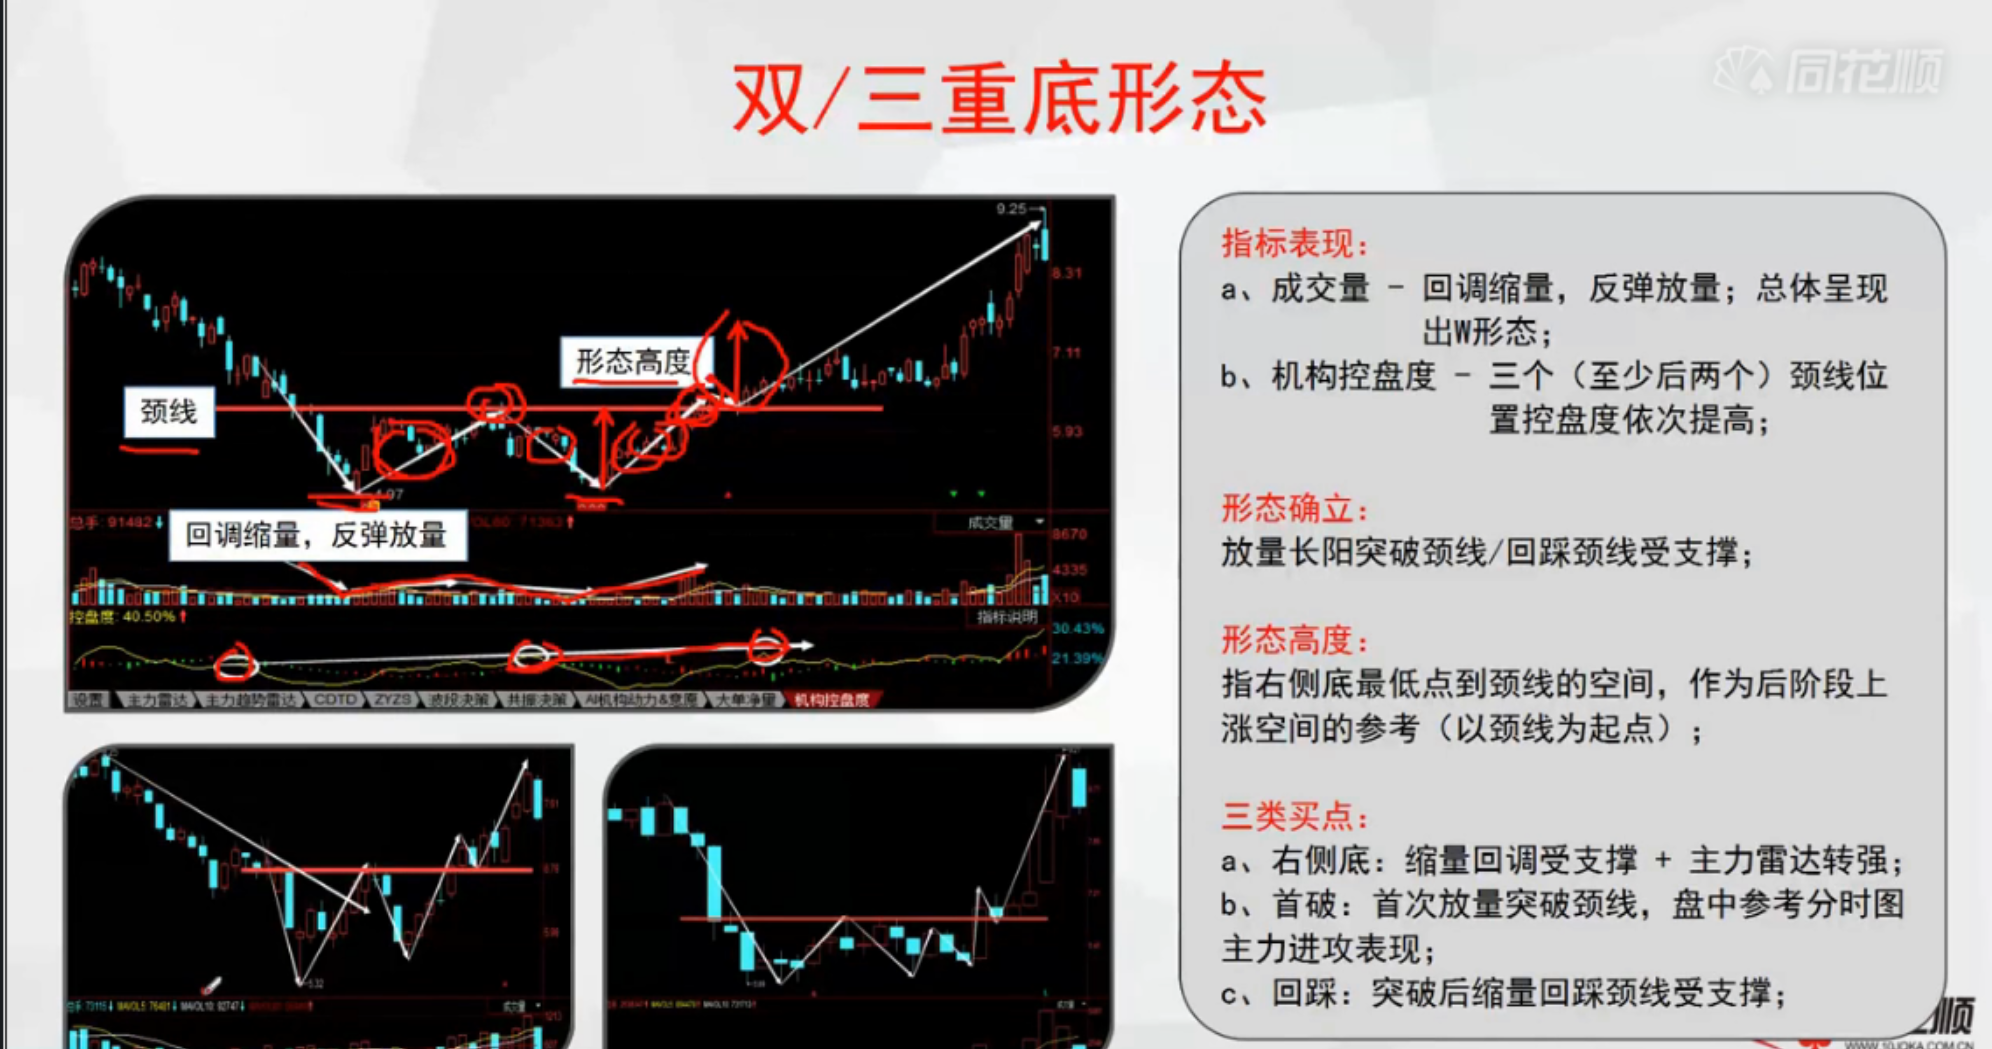 同花顺
双/三重底形态
9.25
8.31
形态高度
7.11
颈线
5.93
4.97
回调缩量，反弹放量
总手: 91482
成交量
8670
4335
X10
控盘度: 40.50%
指标说明
30.43%
21.39%
设置 主力雷达 主力趋势雷达 CDTD ZYZS 波段决策 共振决策 AI机构动力&意愿 大单净量 机构控盘度
5.32
成交量
指标表现：
a、成交量 - 回调缩量，反弹放量；总体呈现
出W形态；
b、机构控盘度 - 三个（至少后两个）颈线位
置控盘度依次提高；
形态确立：
放量长阳突破颈线/回踩颈线受支撑；
形态高度：
指右侧底最低点到颈线的空间，作为后阶段上
涨空间的参考（以颈线为起点）；
三类买点：
a、右侧底：缩量回调受支撑 + 主力雷达转强；
b、首破：首次放量突破颈线，盘中参考分时图
主力进攻表现；
c、回踩：突破后缩量回踩颈线受支撑；
顺
WWW.10JQKA.COM.CN